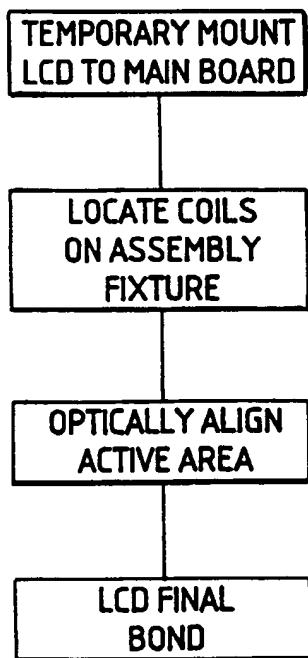 TEMPORARY MOUNT
LCD TO MAIN BOARD
LOCATE COILS
ON ASSEMBLY
FIXTURE
OPTICALLY ALIGN
ACTIVE AREA
LCD FINAL
BOND